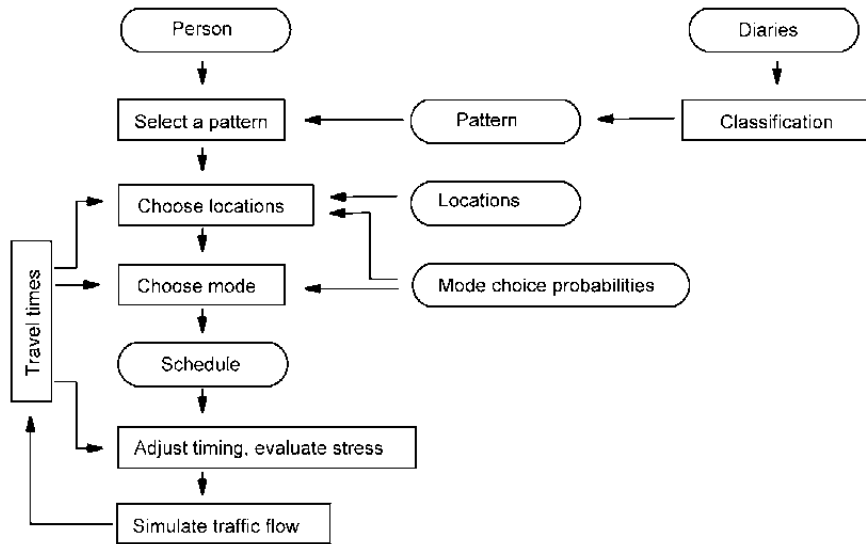 Person
Diaries
Select a pattern
Pattern
Classification
Choose locations
Locations
Travel times
Choose mode
Mode choice probabilities
Schedule
Adjust timing, evaluate stress
Simulate traffic flow